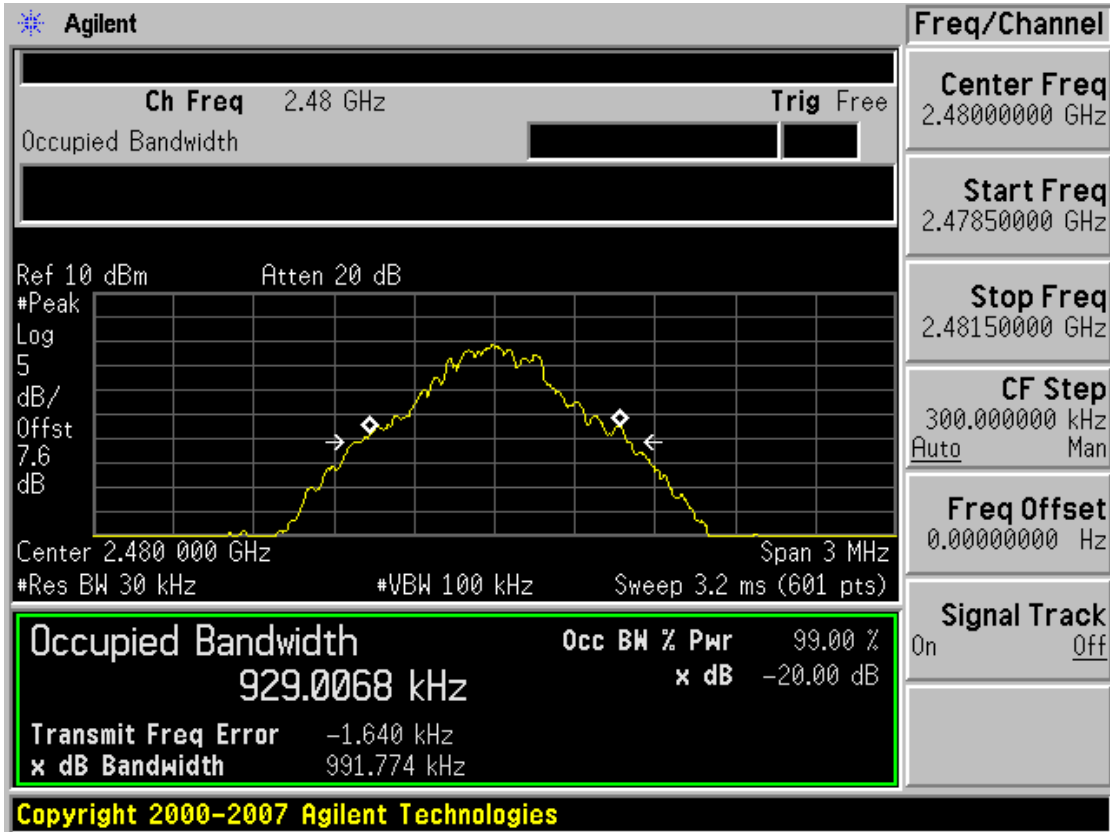 Agilent
Freq/Channel
Ch Freq 2.48 GHz Trig Free
Occupied Bandwidth
Center Freq
2.48000000 GHz
Start Freq
2.47850000 GHz
Stop Freq
2.48150000 GHz
CF Step
300.000000 kHz
Auto Man
Freq Offset
0.00000000 Hz
Signal Track
On Off
Ref 10 dBm Atten 20 dB
#Peak
Log
5
dB/
Offst
7.6
dB
Center 2.480 000 GHz Span 3 MHz
#Res BW 30 kHz #VBW 100 kHz Sweep 3.2 ms (601 pts)
Occupied Bandwidth
929.0068 kHz
Occ BW % Pwr 99.00 %
x dB -20.00 dB
Transmit Freq Error -1.640 kHz
x dB Bandwidth 991.774 kHz
Copyright 2000-2007 Agilent Technologies